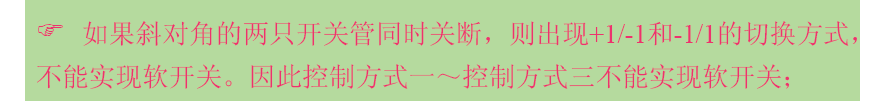 ☞ 如果斜对角的两只开关管同时关断，则出现+1/-1和-1/1的切换方式，
不能实现软开关。因此控制方式一～控制方式三不能实现软开关；